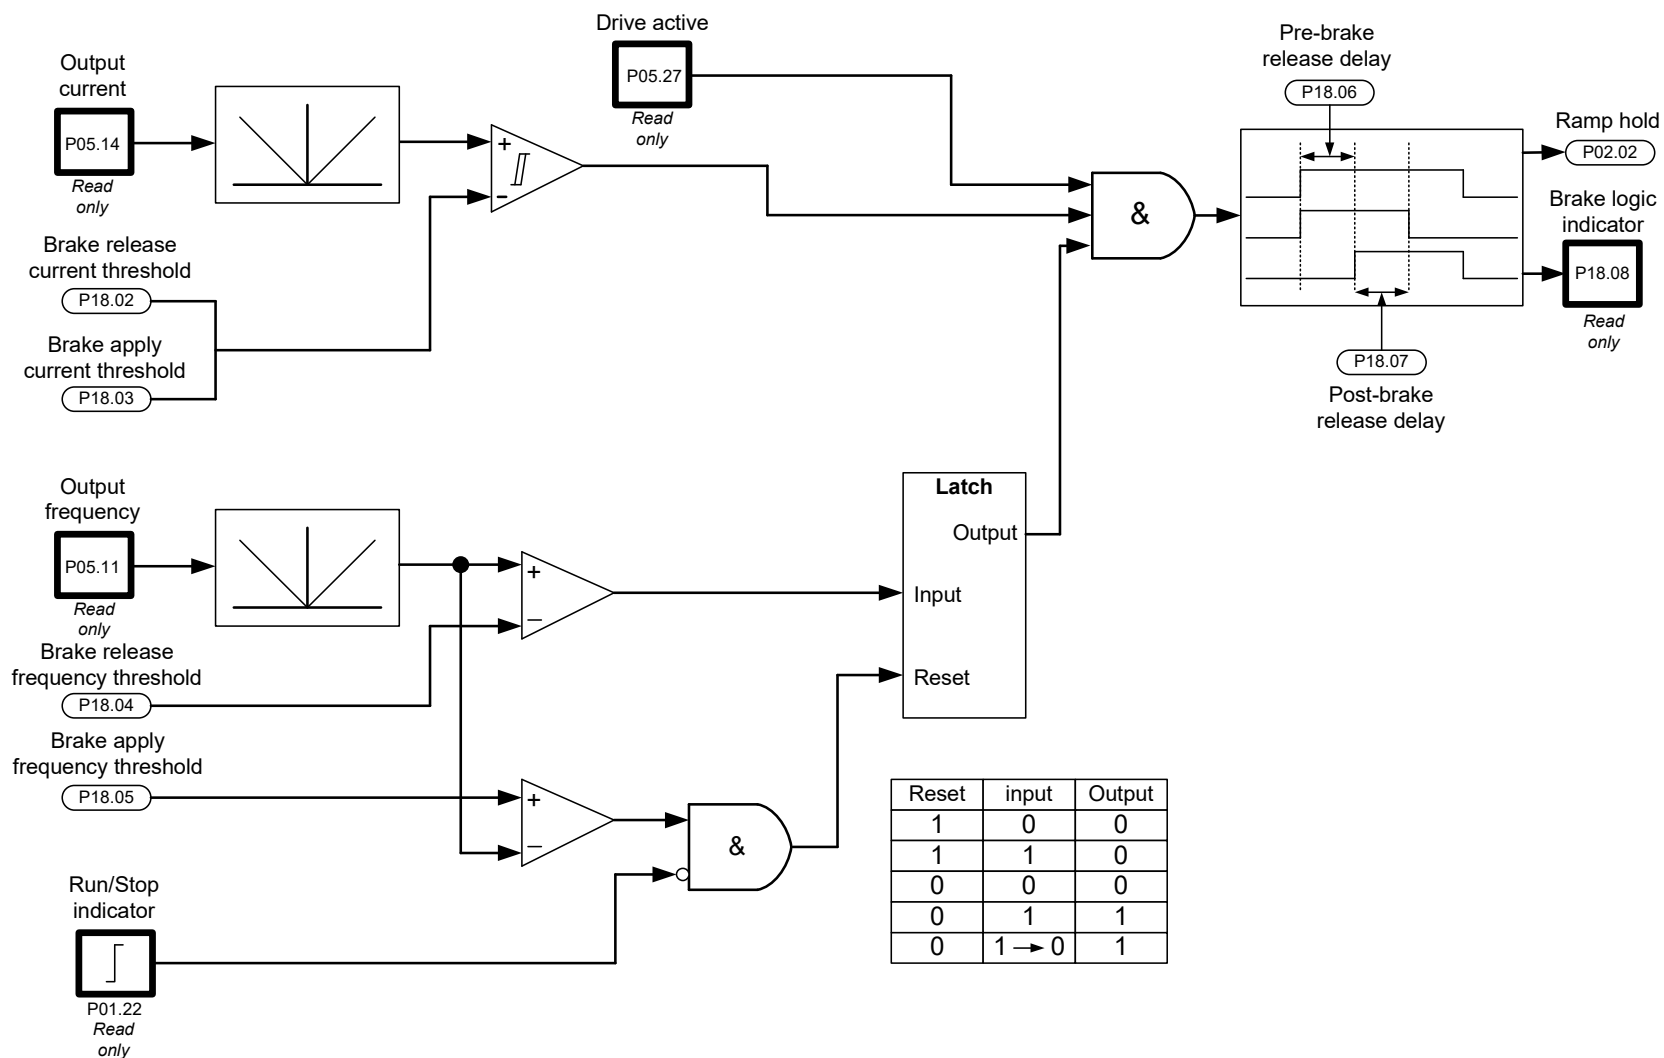 Drive active
P05.27
Read
only
Pre-brake
release delay
P18.06
Output
current
P05.14
Read
only
+
-
Brake release
current threshold
P18.02
Brake apply
current threshold
P18.03
&
Ramp hold
P02.02
Brake logic
indicator
P18.08
Read
only
P18.07
Post-brake
release delay
Output
frequency
P05.11
Read
only
+
–
Brake release
frequency threshold
P18.04
Brake apply
frequency threshold
P18.05
+
–
&
Latch
Output
Input
Reset
Run/Stop
indicator
P01.22
Read
only
Reset input Output
1 0 0
1 1 0
0 0 0
0 1 1
0 1 → 0 1